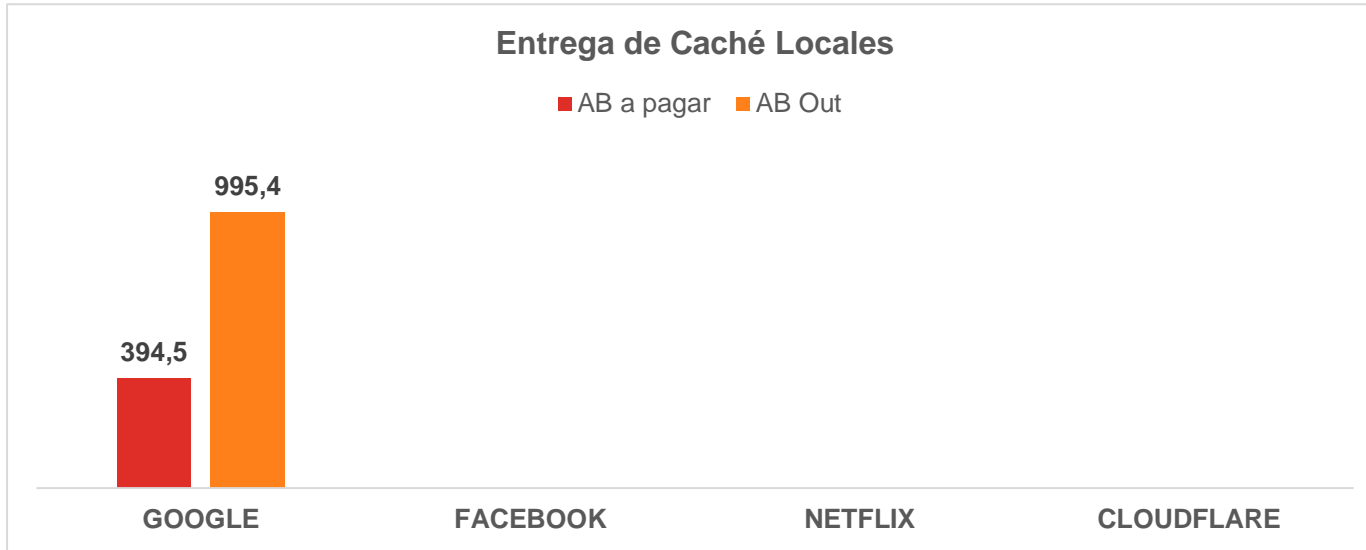 Entrega de Caché Locales
AB a pagar AB Out
995,4
394,5
GOOGLE FACEBOOK NETFLIX CLOUDFLARE